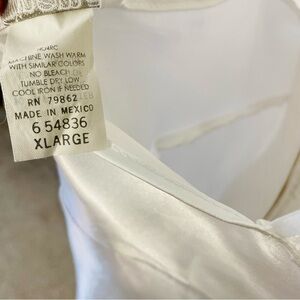 MACHINE WASH WARM
WITH SIMILAR COLORS
NO BLEACH
TUMBLE DRY LOW
COOL IRON IF NEEDED
RN 79862
MADE IN MEXICO
6 54836
XLARGE